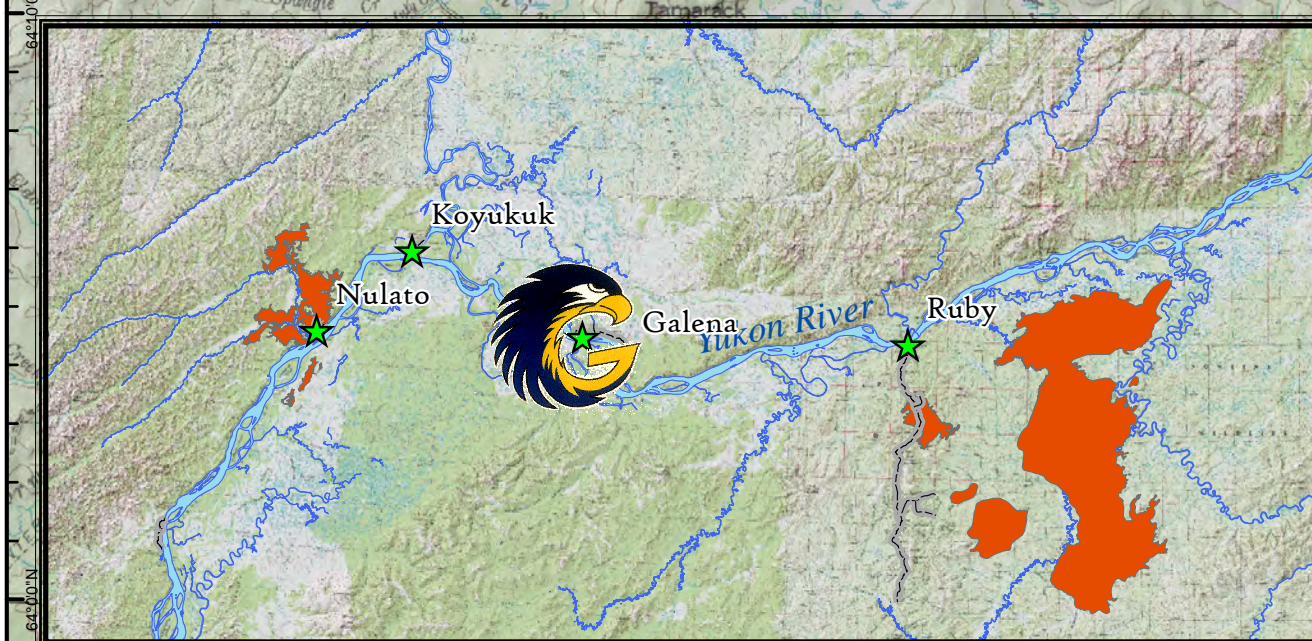 Tamarack
64°10'
Koyukuk
Nulato
Galena
Ruby
Yukon River
G
64°00'N